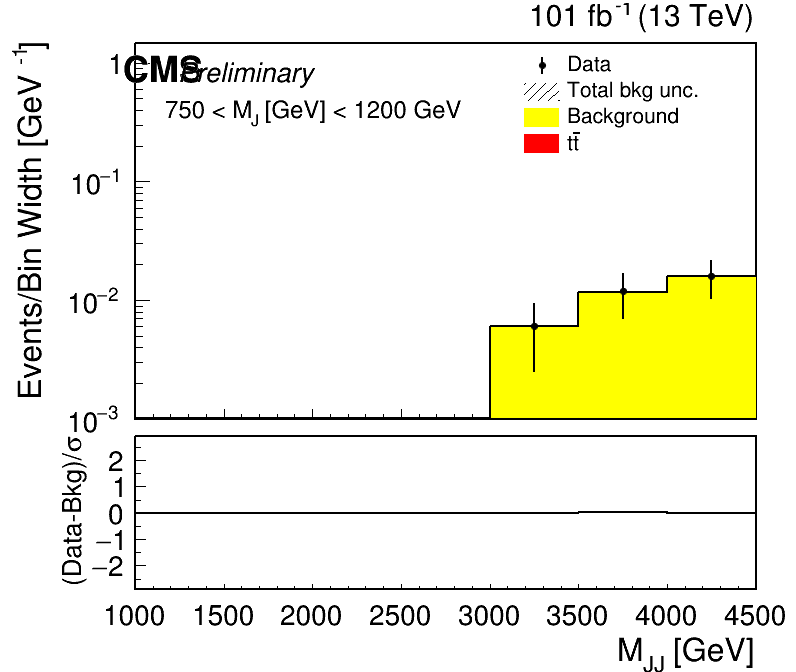 101 fb-1 (13 TeV)
CMS Preliminary
750 < MJ [GeV] < 1200 GeV
Data
Total bkg unc.
Background
tt̄
Events/Bin Width [GeV -1]
1
10−1
10−2
10−3
(Data-Bkg)/σ
2
1
0
−1
−2
1000 1500 2000 2500 3000 3500 4000 4500
MJJ [GeV]